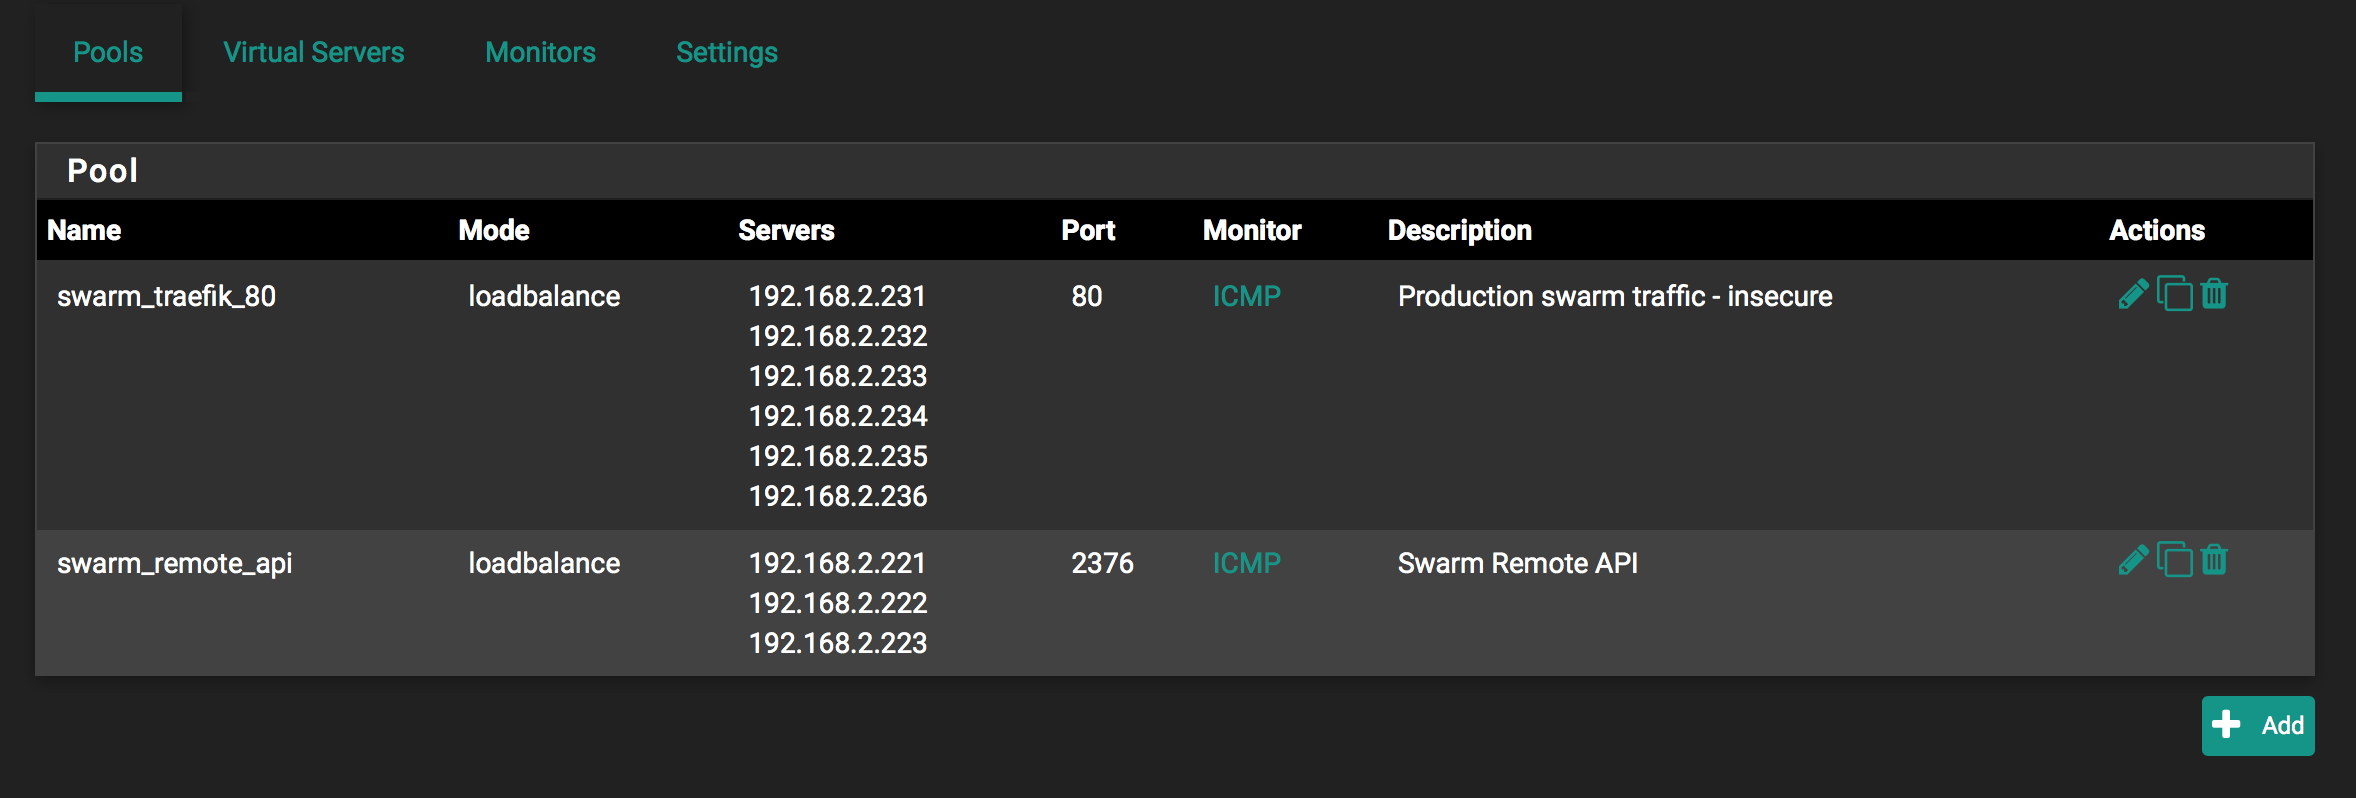 Pools Virtual Servers Monitors Settings
Pool
Name Mode Servers Port Monitor Description Actions
swarm_traefik_80 loadbalance 192.168.2.231 80 ICMP Production swarm traffic - insecure
192.168.2.232
192.168.2.233
192.168.2.234
192.168.2.235
192.168.2.236
swarm_remote_api loadbalance 192.168.2.221 2376 ICMP Swarm Remote API
192.168.2.222
192.168.2.223
Add